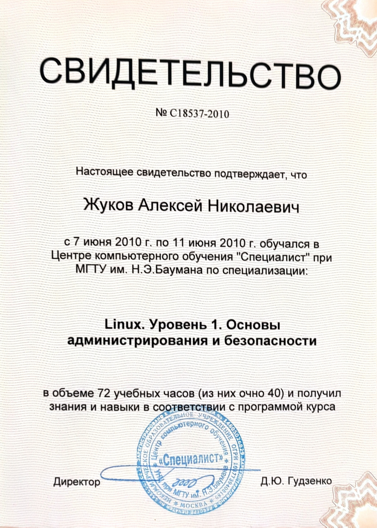 СВИДЕТЕЛЬСТВО
№ С18537-2010
Настоящее свидетельство подтверждает, что
Жуков Алексей Николаевич
с 7 июня 2010 г. по 11 июня 2010 г. обучался в
Центре компьютерного обучения "Специалист" при
МГТУ им. Н.Э.Баумана по специализации:
Linux. Уровень 1. Основы
администрирования и безопасности
в объеме 72 учебных часов (из них очно 40) и получил
знания и навыки в соответствии с программой курса
Центр компьютерного обучения
«Специалист»
при МГТУ им. Н.Э.Баумана
МОСКВА
Директор
Д.Ю. Гудзенко